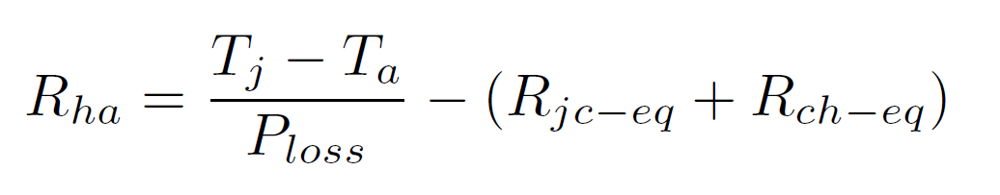 R_{ha} = \frac{T_j - T_a}{P_{loss}} - (R_{jc-eq} + R_{ch-eq})